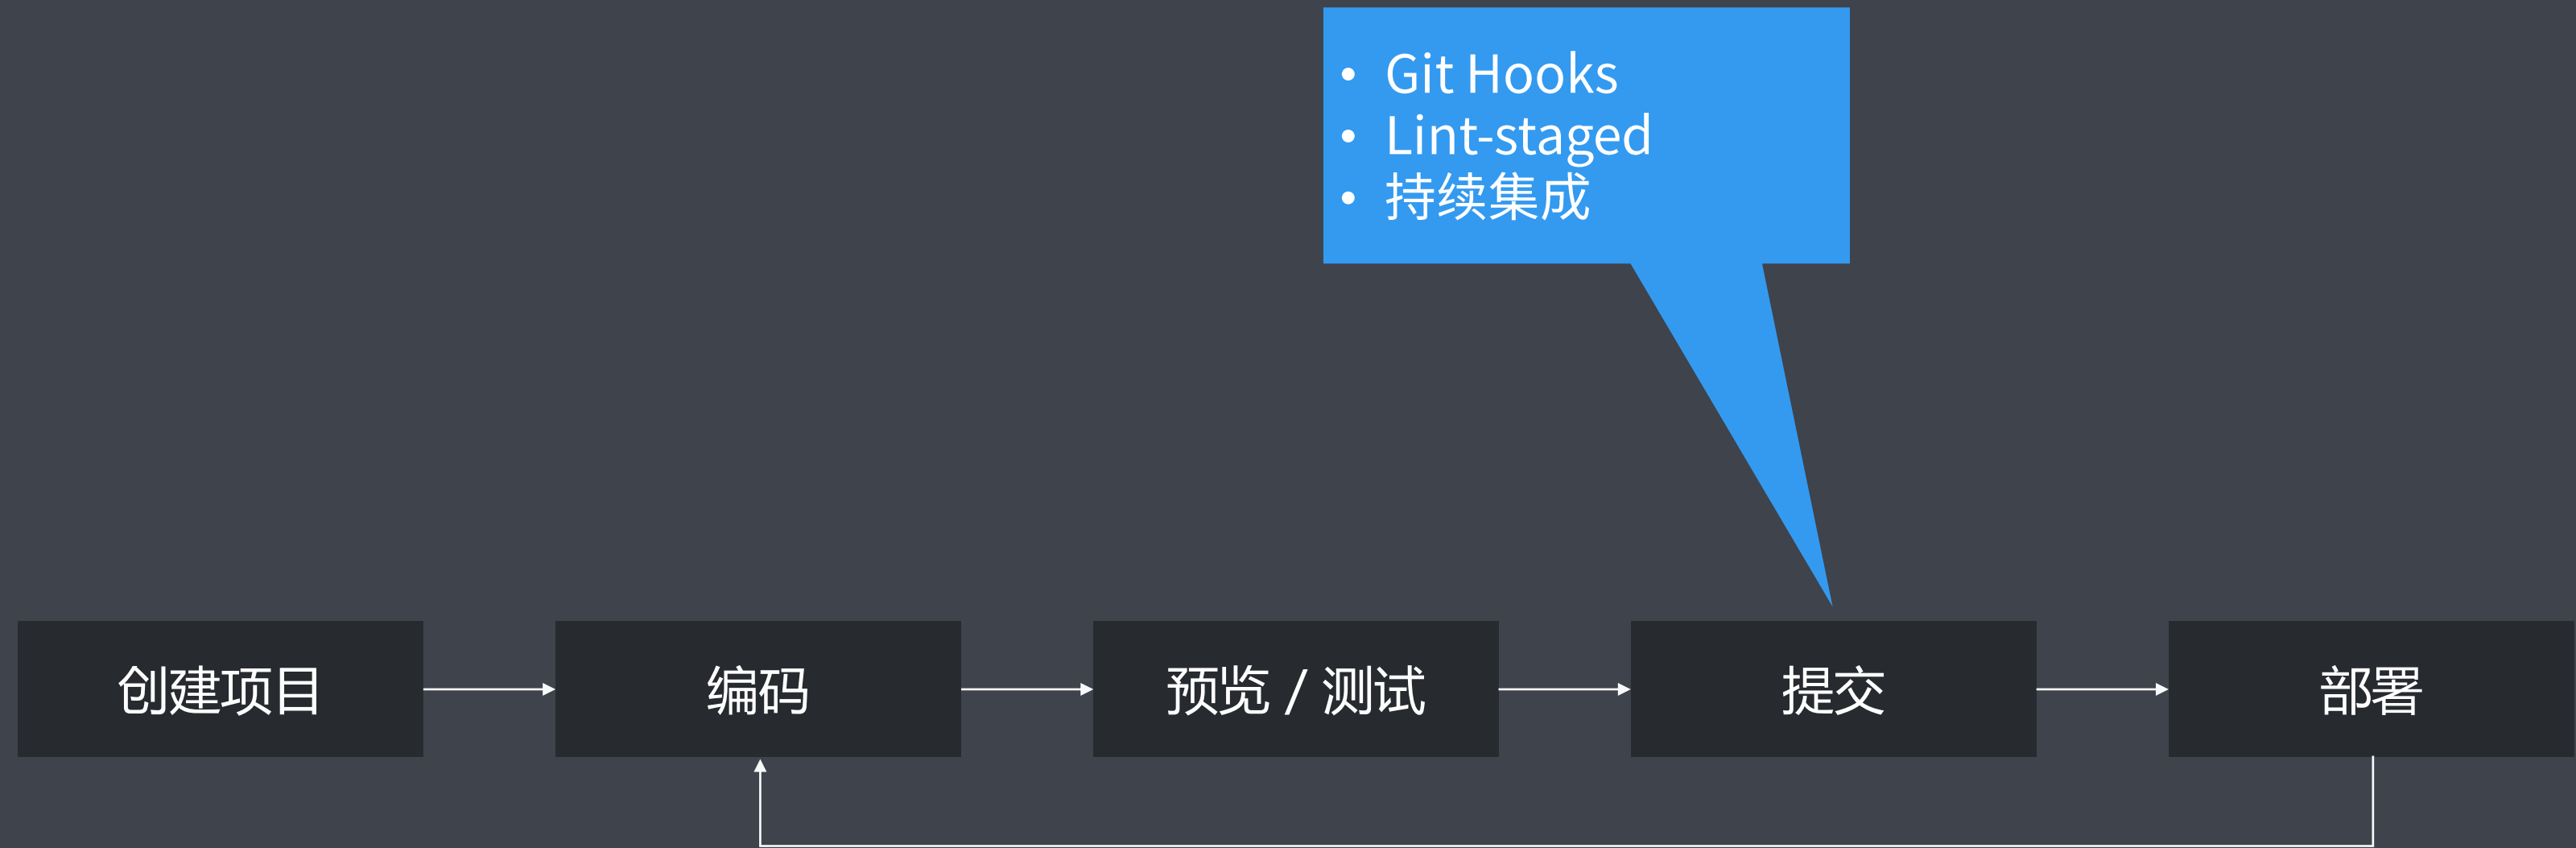 • Git Hooks
• Lint-staged
• 持续集成
创建项目
编码
预览 / 测试
提交
部署